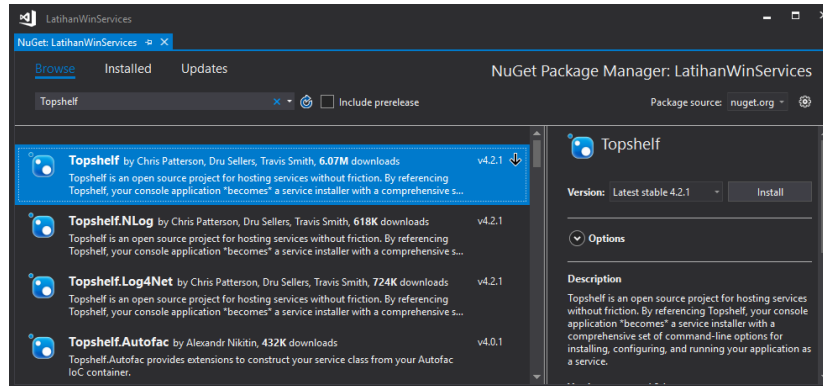 LatihanWinServices
NuGet: LatihanWinServices
Browse Installed Updates
NuGet Package Manager: LatihanWinServices
Topshelf
Include prerelease
Package source: nuget.org
Topshelf by Chris Patterson, Dru Sellers, Travis Smith, 6.07M downloads v4.2.1
Topshelf is an open source project for hosting services without friction. By referencing
Topshelf, your console application "becomes" a service installer with a comprehensive s...
Topshelf.NLog by Chris Patterson, Dru Sellers, Travis Smith, 618K downloads v4.2.1
Topshelf is an open source project for hosting services without friction. By referencing
Topshelf, your console application "becomes" a service installer with a comprehensive s...
Topshelf.Log4Net by Chris Patterson, Dru Sellers, Travis Smith, 724K downloads v4.2.1
Topshelf is an open source project for hosting services without friction. By referencing
Topshelf, your console application "becomes" a service installer with a comprehensive s...
Topshelf.Autofac by Alexandr Nikitin, 432K downloads v4.0.1
Topshelf.Autofac provides extensions to construct your service class from your Autofac
IoC container.
Topshelf
Version: Latest stable 4.2.1 Install
Options
Description
Topshelf is an open source project for hosting services
without friction. By referencing Topshelf, your console
application "becomes" a service installer with a
comprehensive set of command-line options for
installing, configuring, and running your application as
a service.